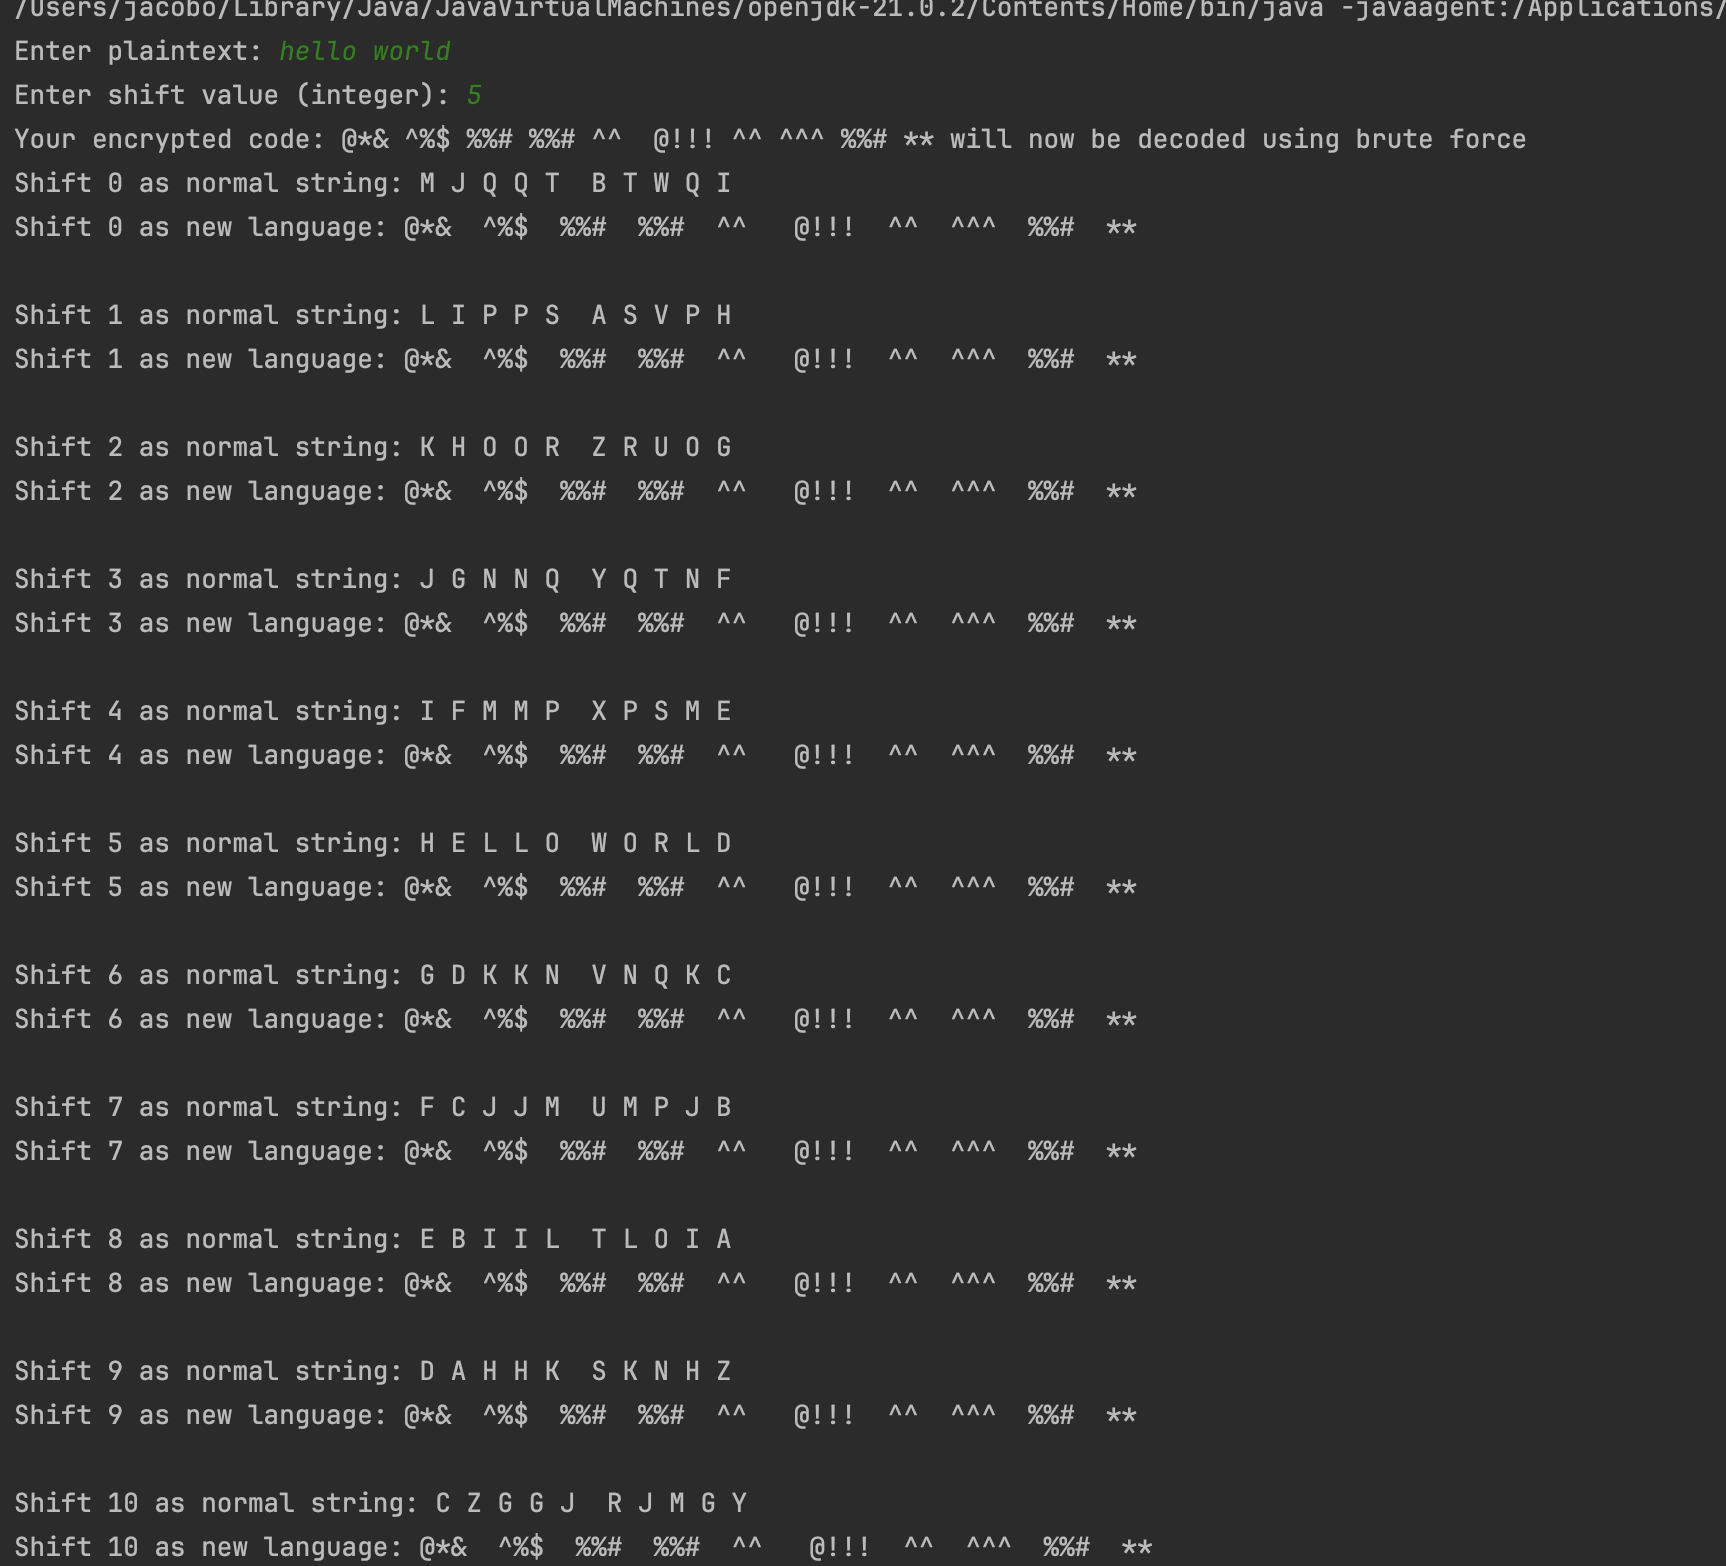 /Users/jacobo/Library/Java/JavaVirtualMachines/openjdk-21.0.2/Contents/Home/bin/java -javaagent:/Applications/
Enter plaintext: hello world
Enter shift value (integer): 5
Your encrypted code: @*& ^%$ %%# %%# ^^  @!!! ^^ ^^^ %%# ** will now be decoded using brute force
Shift 0 as normal string: M J Q Q T  B T W Q I
Shift 0 as new language: @*&  ^%$  %%#  %%#  ^^   @!!!  ^^  ^^^  %%#  **
Shift 1 as normal string: L I P P S  A S V P H
Shift 1 as new language: @*&  ^%$  %%#  %%#  ^^   @!!!  ^^  ^^^  %%#  **
Shift 2 as normal string: K H O O R  Z R U O G
Shift 2 as new language: @*&  ^%$  %%#  %%#  ^^   @!!!  ^^  ^^^  %%#  **
Shift 3 as normal string: J G N N Q  Y Q T N F
Shift 3 as new language: @*&  ^%$  %%#  %%#  ^^   @!!!  ^^  ^^^  %%#  **
Shift 4 as normal string: I F M M P  X P S M E
Shift 4 as new language: @*&  ^%$  %%#  %%#  ^^   @!!!  ^^  ^^^  %%#  **
Shift 5 as normal string: H E L L O  W O R L D
Shift 5 as new language: @*&  ^%$  %%#  %%#  ^^   @!!!  ^^  ^^^  %%#  **
Shift 6 as normal string: G D K K N  V N Q K C
Shift 6 as new language: @*&  ^%$  %%#  %%#  ^^   @!!!  ^^  ^^^  %%#  **
Shift 7 as normal string: F C J J M  U M P J B
Shift 7 as new language: @*&  ^%$  %%#  %%#  ^^   @!!!  ^^  ^^^  %%#  **
Shift 8 as normal string: E B I I L  T L O I A
Shift 8 as new language: @*&  ^%$  %%#  %%#  ^^   @!!!  ^^  ^^^  %%#  **
Shift 9 as normal string: D A H H K  S K N H Z
Shift 9 as new language: @*&  ^%$  %%#  %%#  ^^   @!!!  ^^  ^^^  %%#  **
Shift 10 as normal string: C Z G G J  R J M G Y
Shift 10 as new language: @*&  ^%$  %%#  %%#  ^^   @!!!  ^^  ^^^  %%#  **